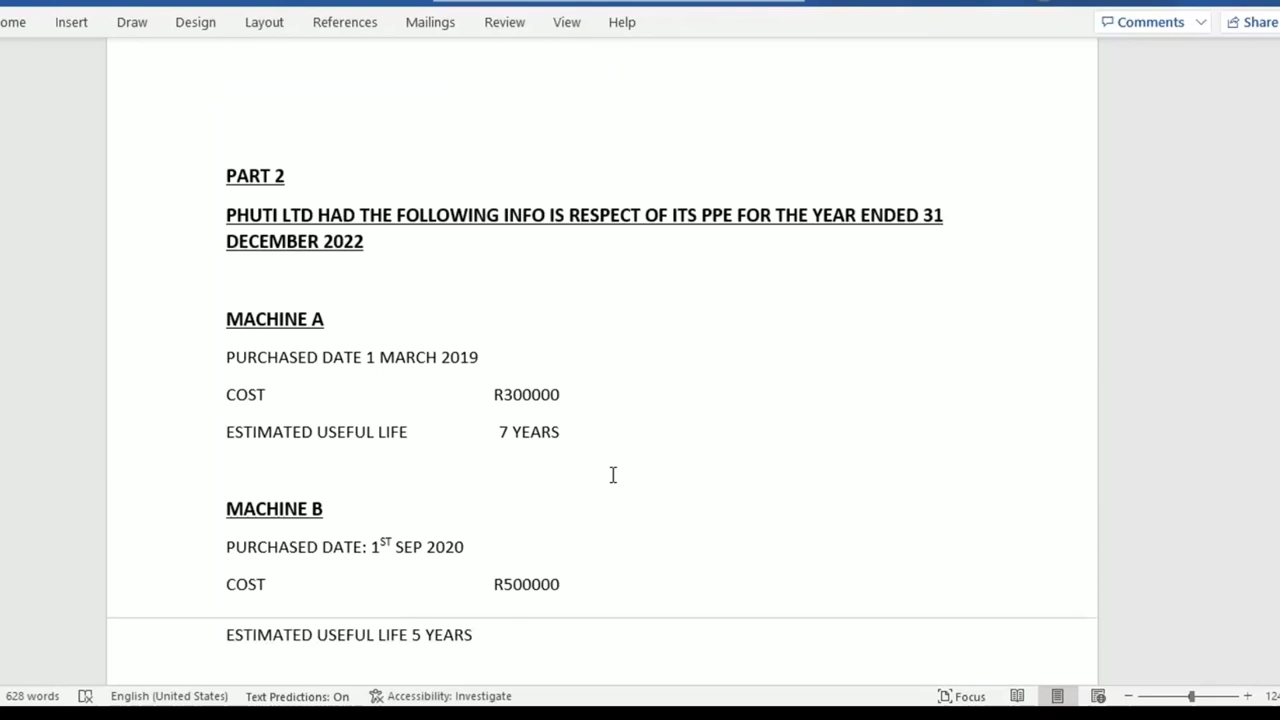 ome Insert Draw Design Layout References Mailings Review View Help Comments Share
PART 2
PHUTI LTD HAD THE FOLLOWING INFO IS RESPECT OF ITS PPE FOR THE YEAR ENDED 31
DECEMBER 2022
MACHINE A
PURCHASED DATE 1 MARCH 2019
COST R300000
ESTIMATED USEFUL LIFE 7 YEARS
MACHINE B
PURCHASED DATE: 1ST SEP 2020
COST R500000
ESTIMATED USEFUL LIFE 5 YEARS
628 words English (United States) Text Predictions: On Accessibility: Investigate Focus 124